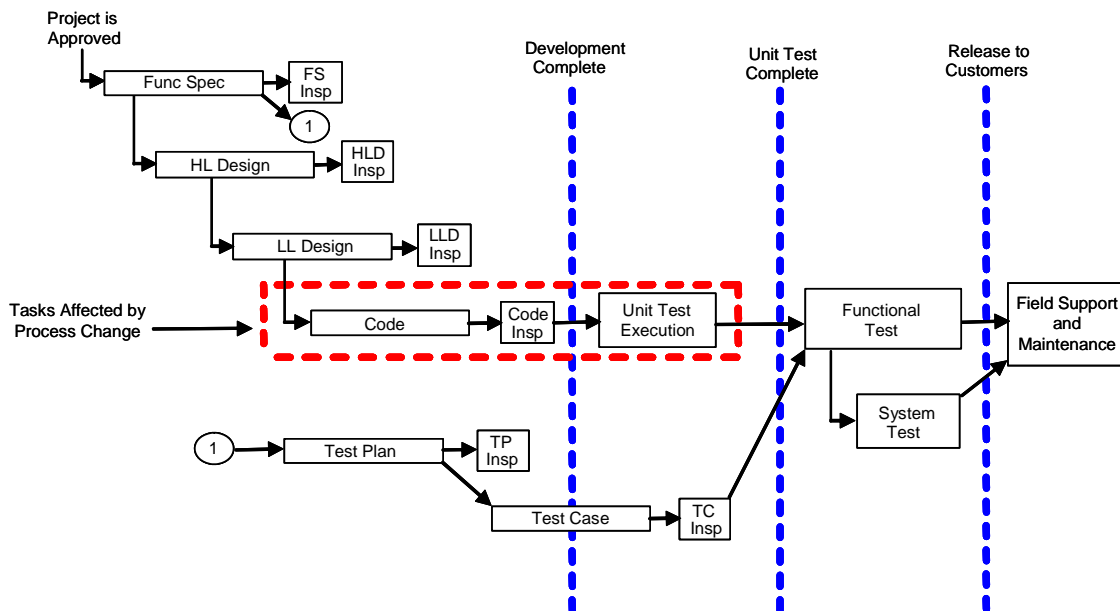 Project is
Approved
Development
Complete
Unit Test
Complete
Release to
Customers
Func Spec
FS
Insp
1
HL Design
HLD
Insp
LL Design
LLD
Insp
Tasks Affected by
Process Change
Code
Code
Insp
Unit Test
Execution
Functional
Test
Field Support
and
Maintenance
System
Test
1
Test Plan
TP
Insp
Test Case
TC
Insp